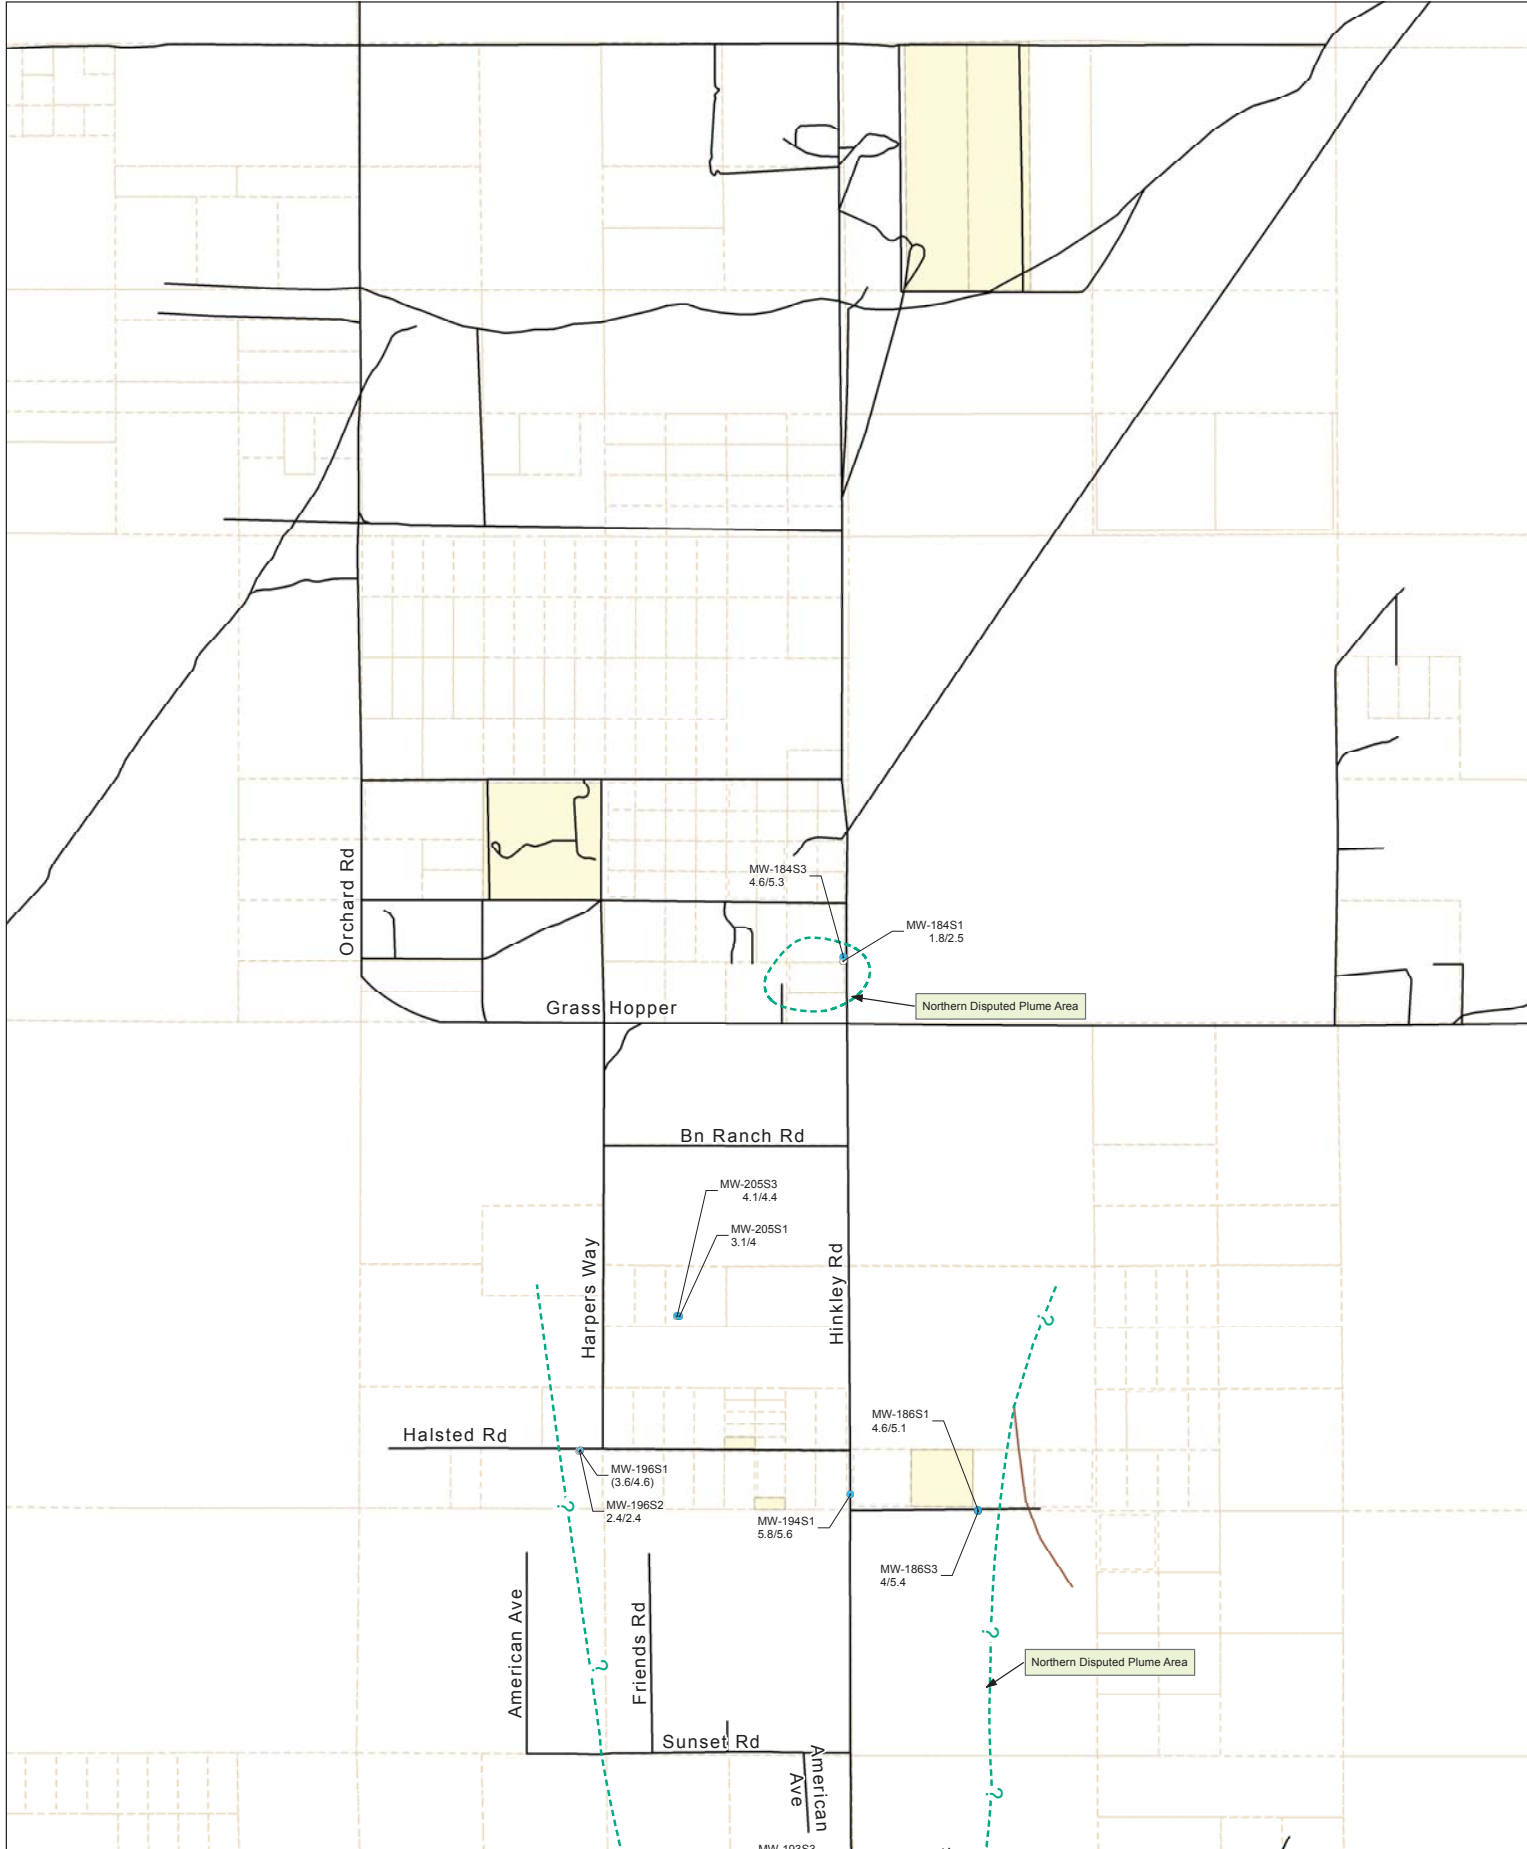 Orchard Rd
MW-184S3
4.6/5.3
MW-184S1
1.8/2.5
Northern Disputed Plume Area
Grass Hopper
Bn Ranch Rd
MW-205S3
4.1/4.4
MW-205S1
3.1/4
Harpers Way
Hinkley Rd
?
Halsted Rd
MW-186S1
4.6/5.1
MW-196S1
(3.6/4.6)
MW-196S2
2.4/2.4
?
MW-194S1
5.8/5.6
MW-186S3
4/5.4
American Ave
Friends Rd
?
?
Northern Disputed Plume Area
Sunset Rd
American
Ave
?
MW-193S3